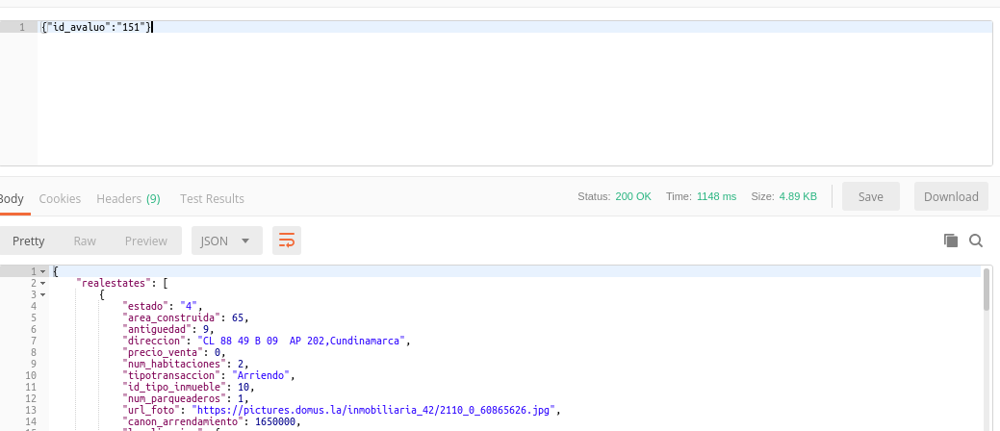 1 {"id_avaluo":"151"}
Body Cookies Headers (9) Test Results Status: 200 OK Time: 1148 ms Size: 4.89 KB Save Download
Pretty Raw Preview JSON
1 {
2 "realestates": [
3 {
4 "estado": "4",
5 "area_construida": 65,
6 "antiguedad": 9,
7 "direccion": "CL 88 49 B 09  AP 202,Cundinamarca",
8 "precio_venta": 0,
9 "num_habitaciones": 2,
10 "tipotransaccion": "Arriendo",
11 "id_tipo_inmueble": 10,
12 "num_parqueaderos": 1,
13 "url_foto": "https://pictures.domus.la/inmobiliaria_42/2110_0_60865626.jpg",
14 "canon_arrendamiento": 1650000,